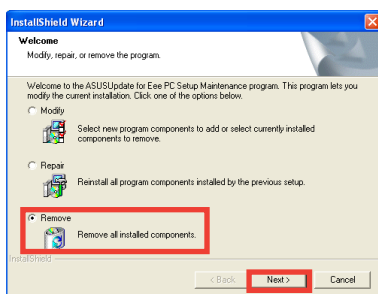 InstallShield Wizard
Welcome
Modify, repair, or remove the program.
Welcome to the ASUSUpdate for Eee PC Setup Maintenance program. This program lets you
modify the current installation. Click one of the options below.
Modify
Select new program components to add or select currently installed
components to remove.
Repair
Reinstall all program components installed by the previous setup.
Remove
Remove all installed components.
InstallShield
< Back
Next >
Cancel